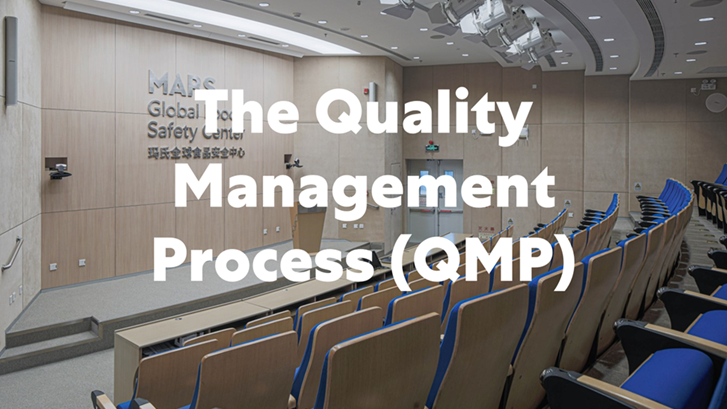 The Quality
Management
Process (QMP)
MARS
Global Food
Safety Center
玛氏全球食品安全中心